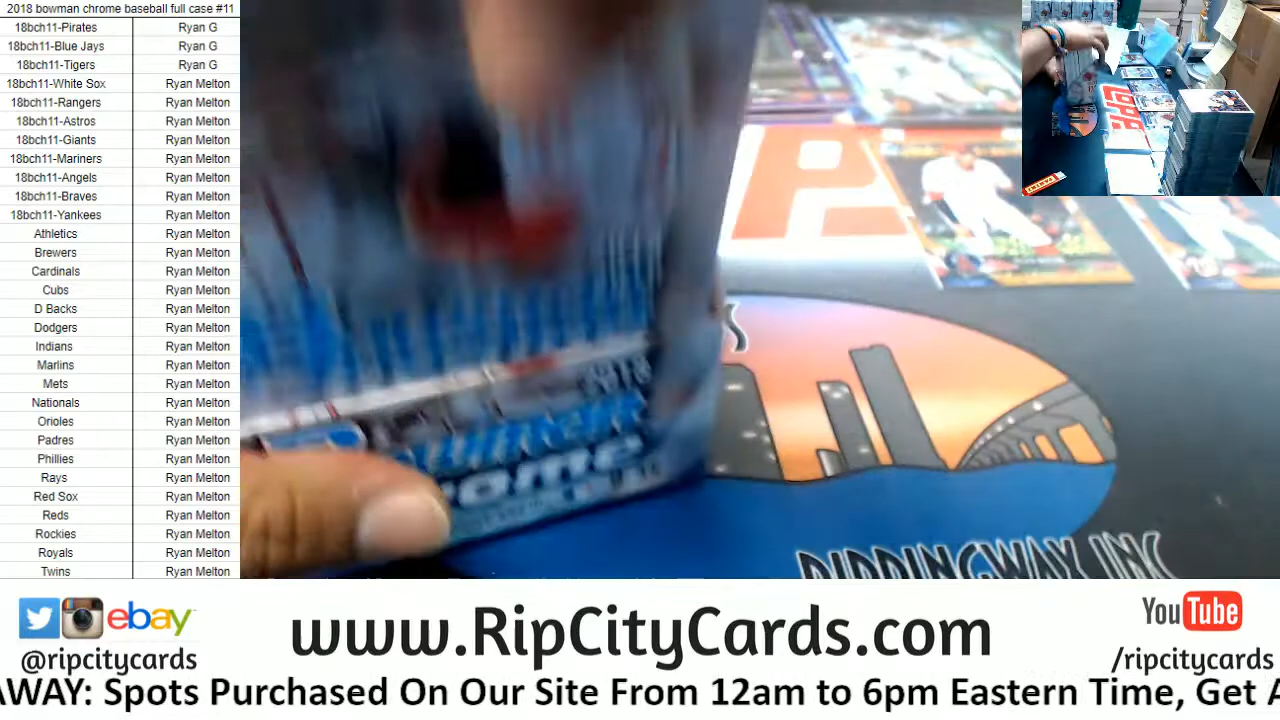 2018 bowman chrome baseball full case #11
18bch11-Pirates Ryan G
18bch11-Blue Jays Ryan G
18bch11-Tigers Ryan G
18bch11-White Sox Ryan Melton
18bch11-Rangers Ryan Melton
18bch11-Astros Ryan Melton
18bch11-Giants Ryan Melton
18bch11-Mariners Ryan Melton
18bch11-Angels Ryan Melton
18bch11-Braves Ryan Melton
18bch11-Yankees Ryan Melton
Athletics Ryan Melton
Brewers Ryan Melton
Cardinals Ryan Melton
Cubs Ryan Melton
D Backs Ryan Melton
Dodgers Ryan Melton
Indians Ryan Melton
Marlins Ryan Melton
Mets Ryan Melton
Nationals Ryan Melton
Orioles Ryan Melton
Padres Ryan Melton
Phillies Ryan Melton
Rays Ryan Melton
Red Sox Ryan Melton
Reds Ryan Melton
Rockies Ryan Melton
Royals Ryan Melton
Twins Ryan Melton
P
RIPPINGWAX INC
ebay
@ripcitycards
www.RipCityCards.com
YouTube
/ripcitycards
AWAY: Spots Purchased On Our Site From 12am to 6pm Eastern Time, Get A